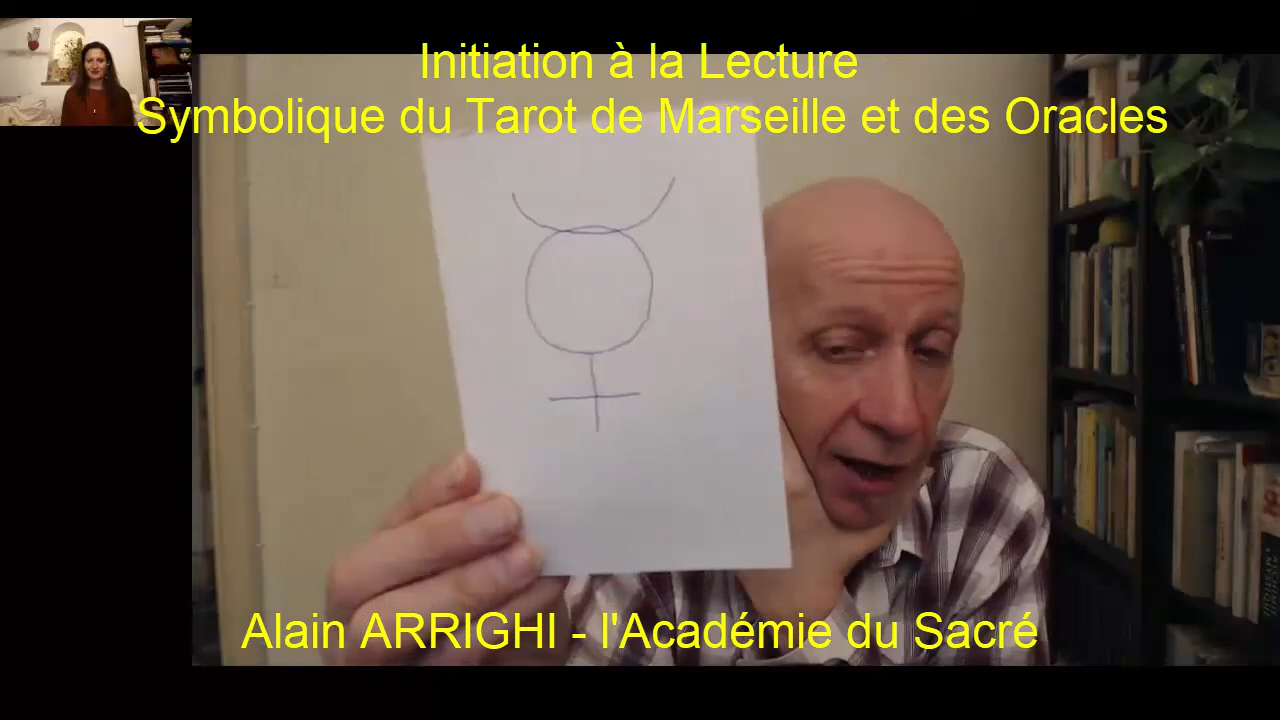 Initiation à la Lecture
Symbolique du Tarot de Marseille et des Oracles
Alain ARRIGHI - l'Académie du Sacré